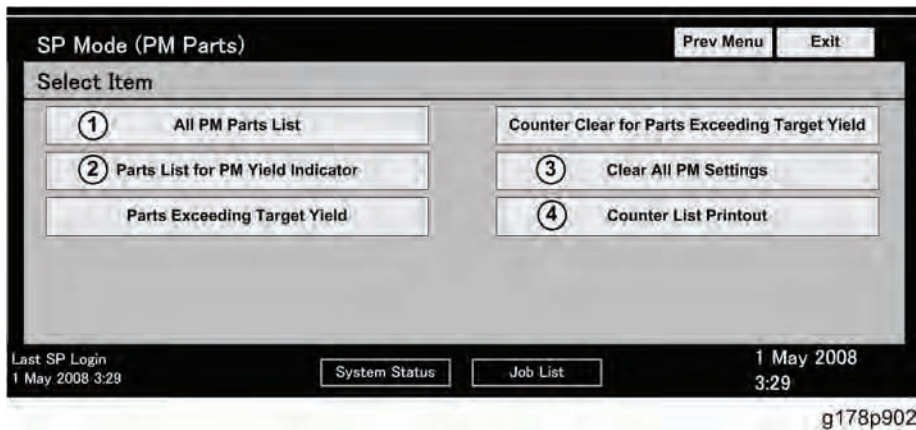 SP Mode (PM Parts)
Prev Menu
Exit
Select Item
① All PM Parts List
Counter Clear for Parts Exceeding Target Yield
② Parts List for PM Yield Indicator
③ Clear All PM Settings
Parts Exceeding Target Yield
④ Counter List Printout
Last SP Login
1 May 2008 3:29
System Status
Job List
1 May 2008
3:29
g178p902